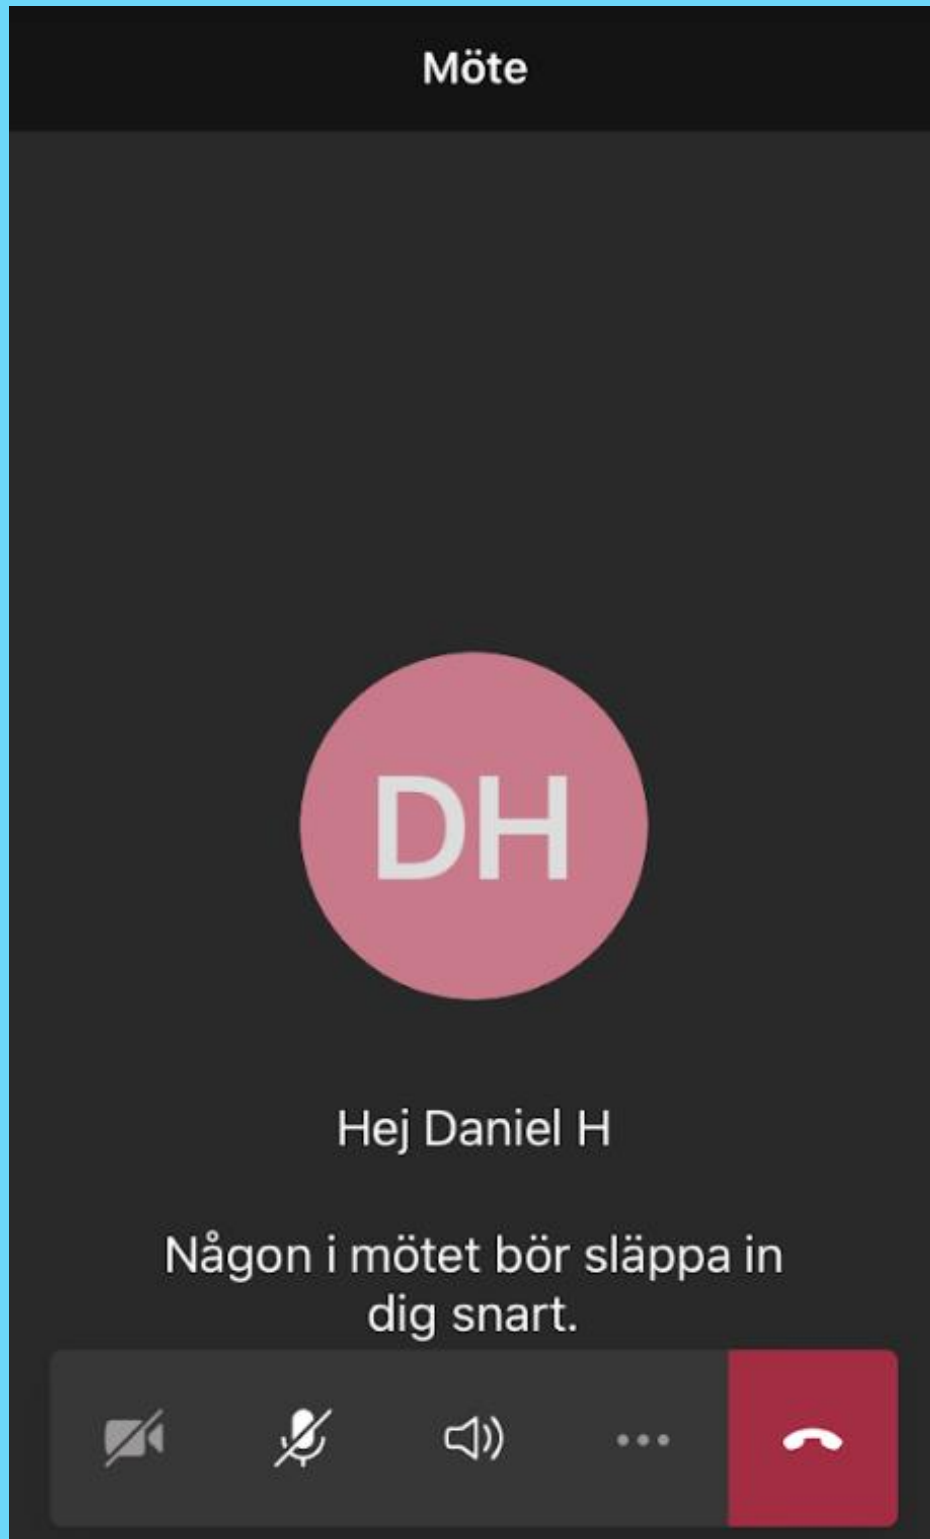 Möte
DH
Hej Daniel H
Någon i mötet bör släppa in
dig snart.